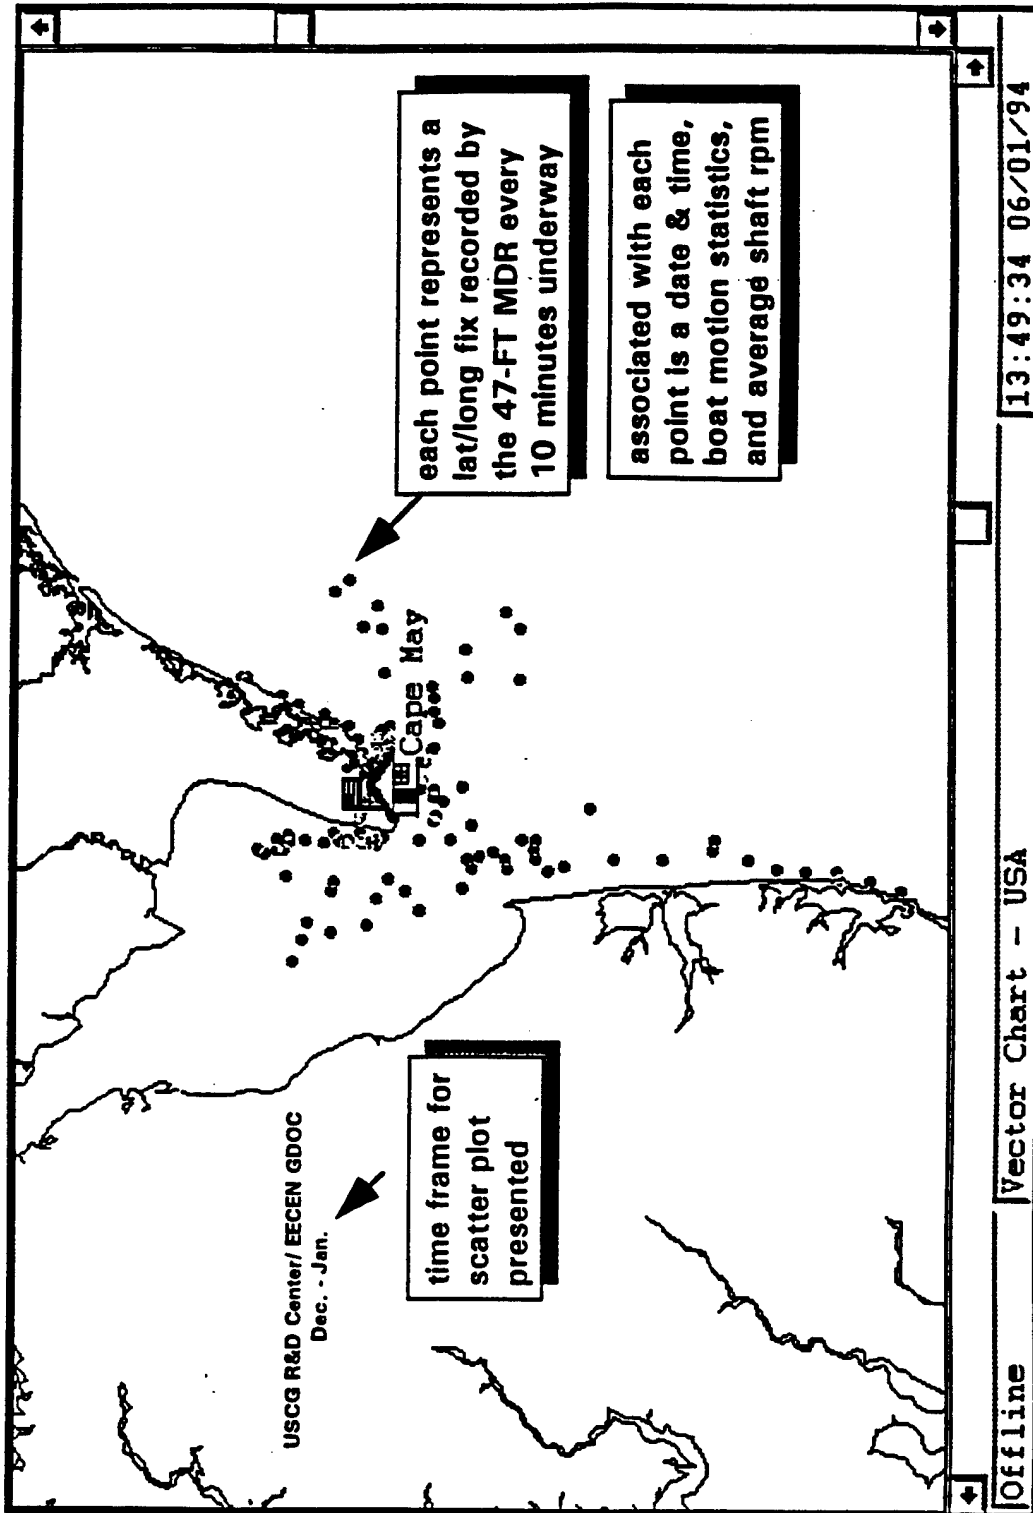 USCG R&D Center/ EECEN GDOC
Dec. - Jan.
time frame for
scatter plot
presented
Cape May
each point represents a
lat/long fix recorded by
the 47-FT MDR every
10 minutes underway
associated with each
point is a date & time,
boat motion statistics,
and average shaft rpm
Offline
Vector Chart - USA
13:49:34 06/01/94